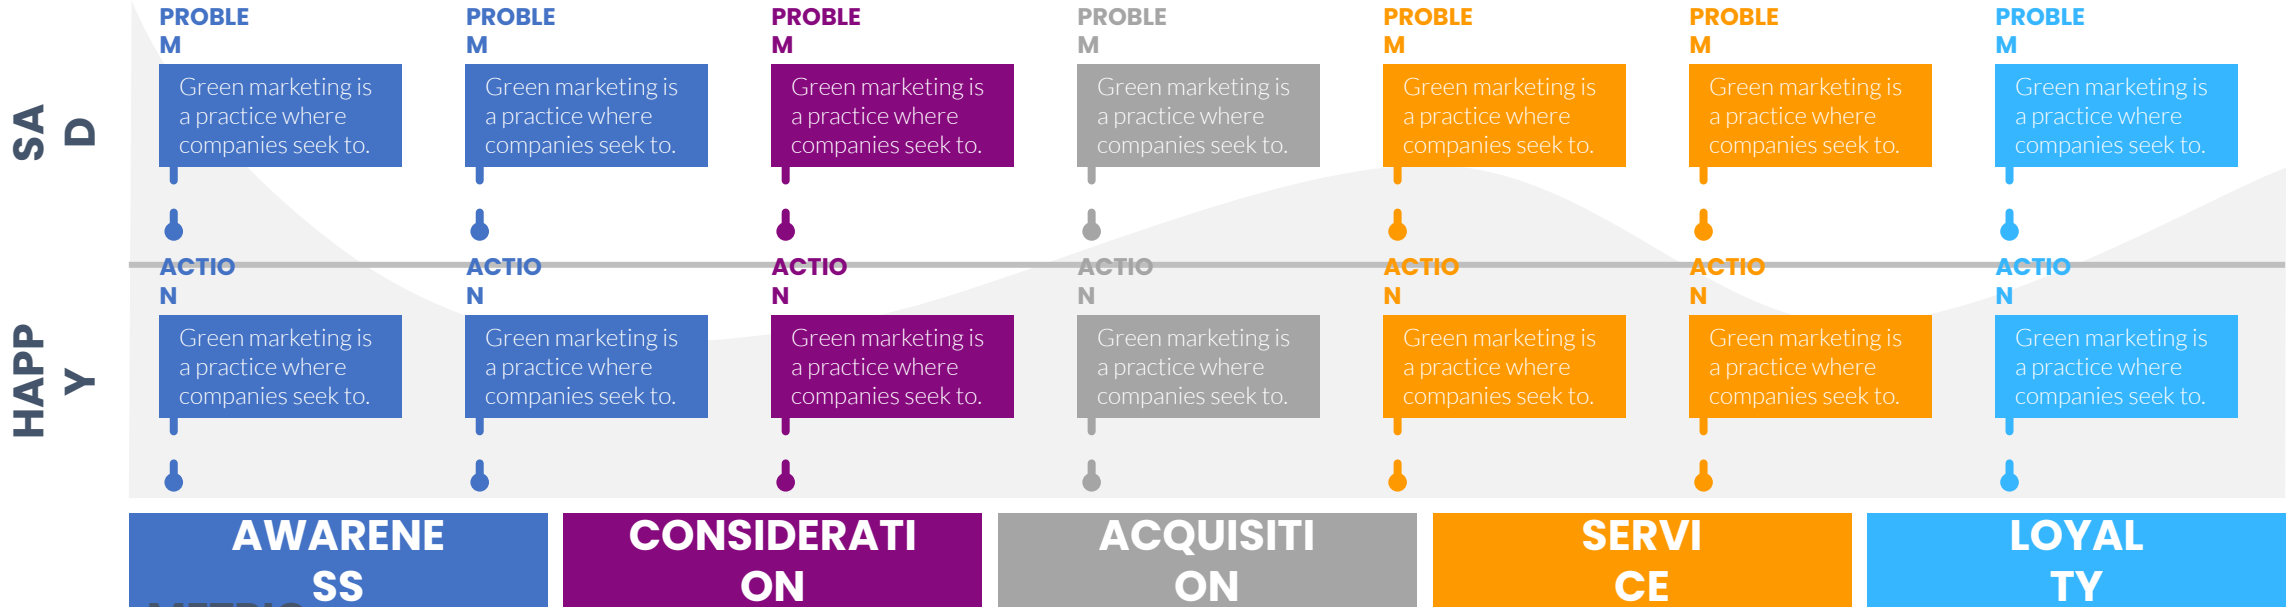 PROBLE
M
Green marketing is
a practice where
companies seek to.
PROBLE
M
Green marketing is
a practice where
companies seek to.
PROBLE
M
Green marketing is
a practice where
companies seek to.
PROBLE
M
Green marketing is
a practice where
companies seek to.
PROBLE
M
Green marketing is
a practice where
companies seek to.
PROBLE
M
Green marketing is
a practice where
companies seek to.
PROBLE
M
Green marketing is
a practice where
companies seek to.
SA
D
ACTIO
N
Green marketing is
a practice where
companies seek to.
ACTIO
N
Green marketing is
a practice where
companies seek to.
ACTIO
N
Green marketing is
a practice where
companies seek to.
ACTIO
N
Green marketing is
a practice where
companies seek to.
ACTIO
N
Green marketing is
a practice where
companies seek to.
ACTIO
N
Green marketing is
a practice where
companies seek to.
ACTIO
N
Green marketing is
a practice where
companies seek to.
HAPP
Y
AWARENE
SS
CONSIDERATI
ON
ACQUISITI
ON
SERVI
CE
LOYAL
TY